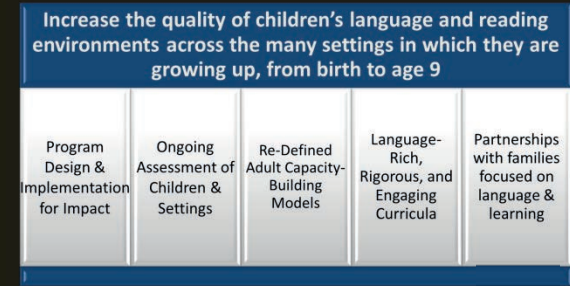 Increase the quality of children’s language and reading
environments across the many settings in which they are
growing up, from birth to age 9
Program
Design &
Implementation
for Impact
Ongoing
Assessment of
Children &
Settings
Re-Defined
Adult Capacity-
Building
Models
Language-
Rich,
Rigorous, and
Engaging
Curricula
Partnerships
with families
focused on
language &
learning